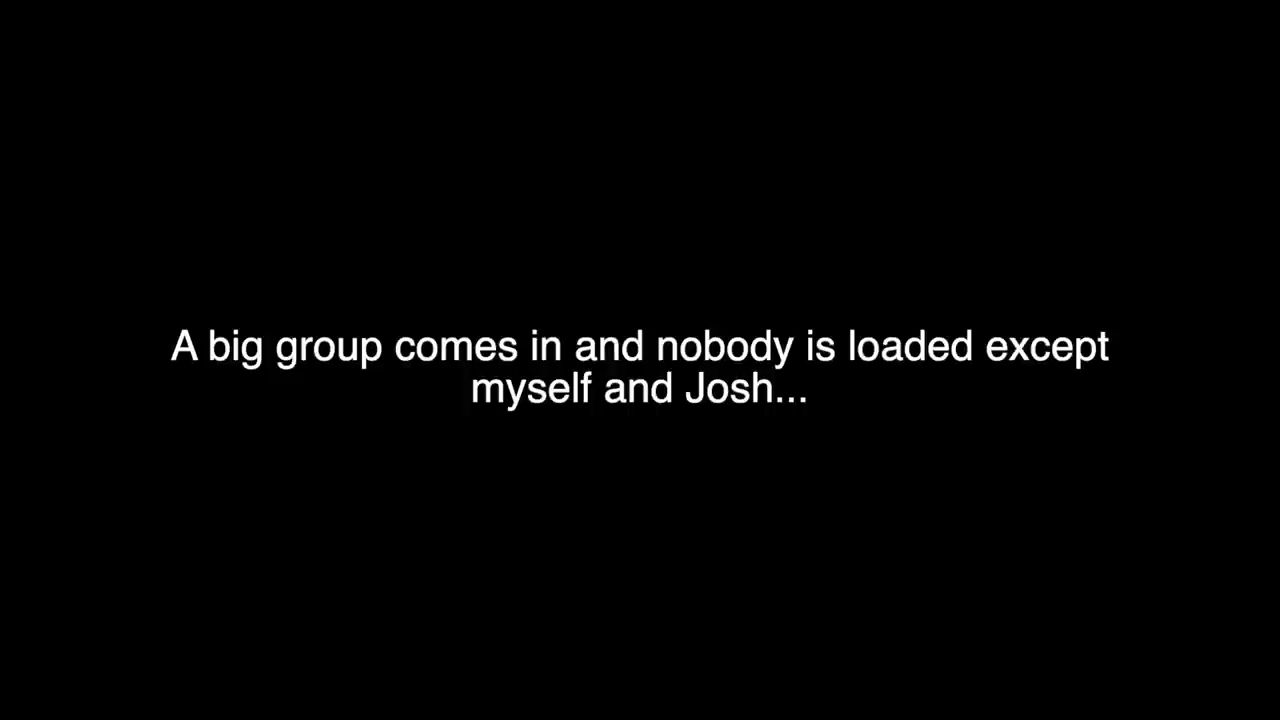 A big group comes in and nobody is loaded except
myself and Josh...